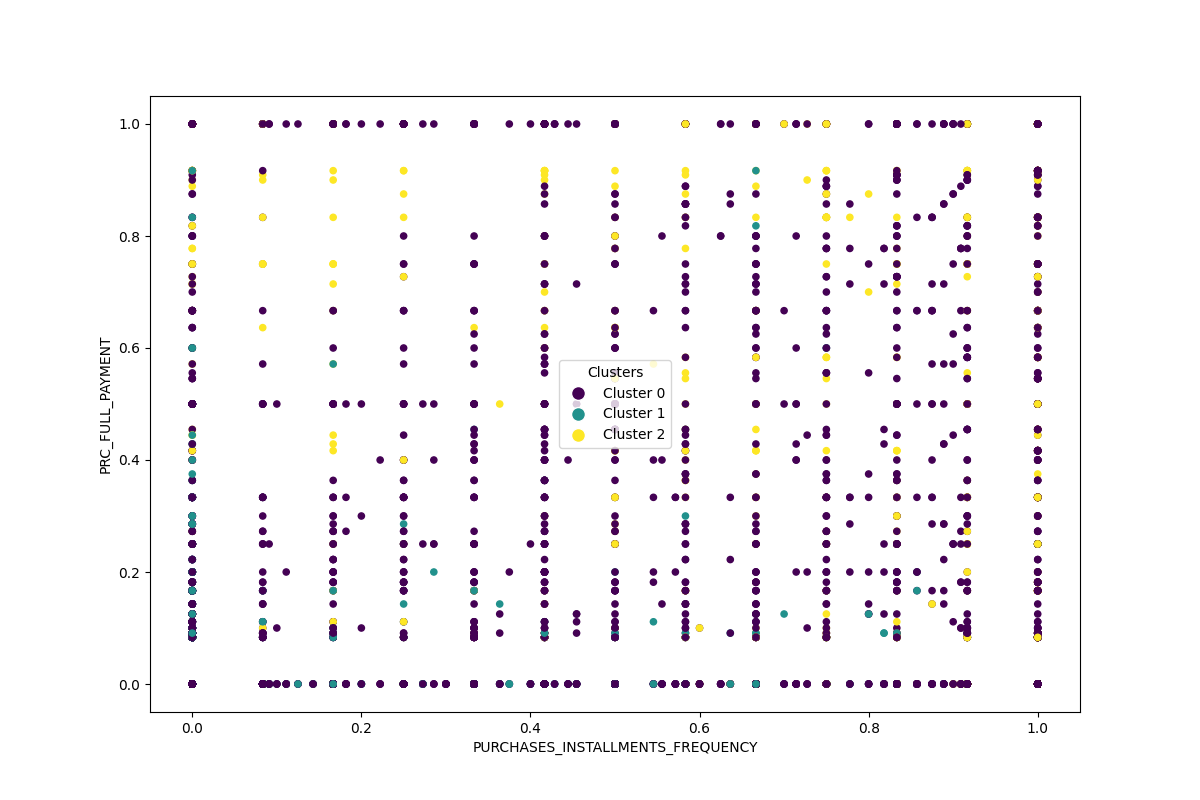 1.0
0.8
0.6
0.4
0.2
0.0
PRC_FULL_PAYMENT
Clusters
Cluster 0
Cluster 1
Cluster 2
0.0 0.2 0.4 0.6 0.8 1.0
PURCHASES_INSTALLMENTS_FREQUENCY